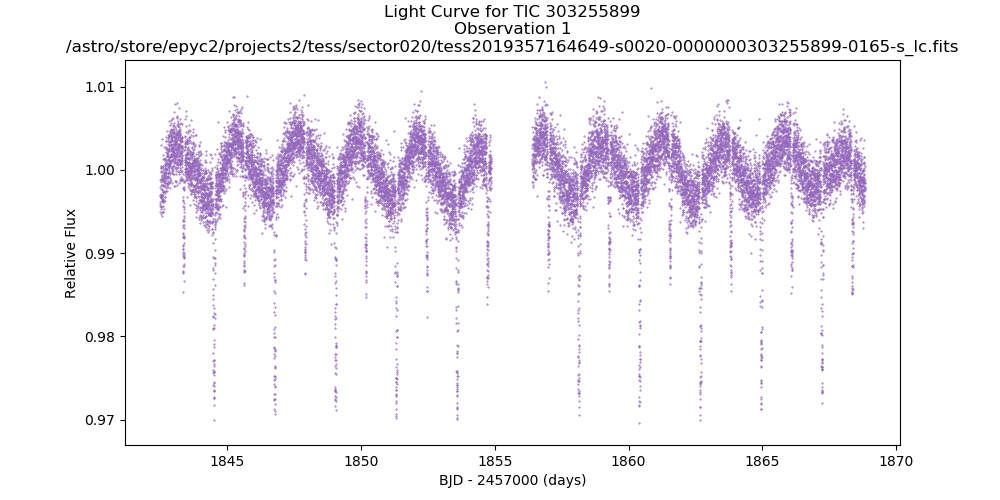 Light Curve for TIC 303255899
Observation 1
/astro/store/epyc2/projects2/tess/sector020/tess2019357164649-s0020-0000000303255899-0165-s_lc.fits
1.01
1.00
0.99
0.98
0.97
Relative Flux
1845 1850 1855 1860 1865 1870
BJD - 2457000 (days)